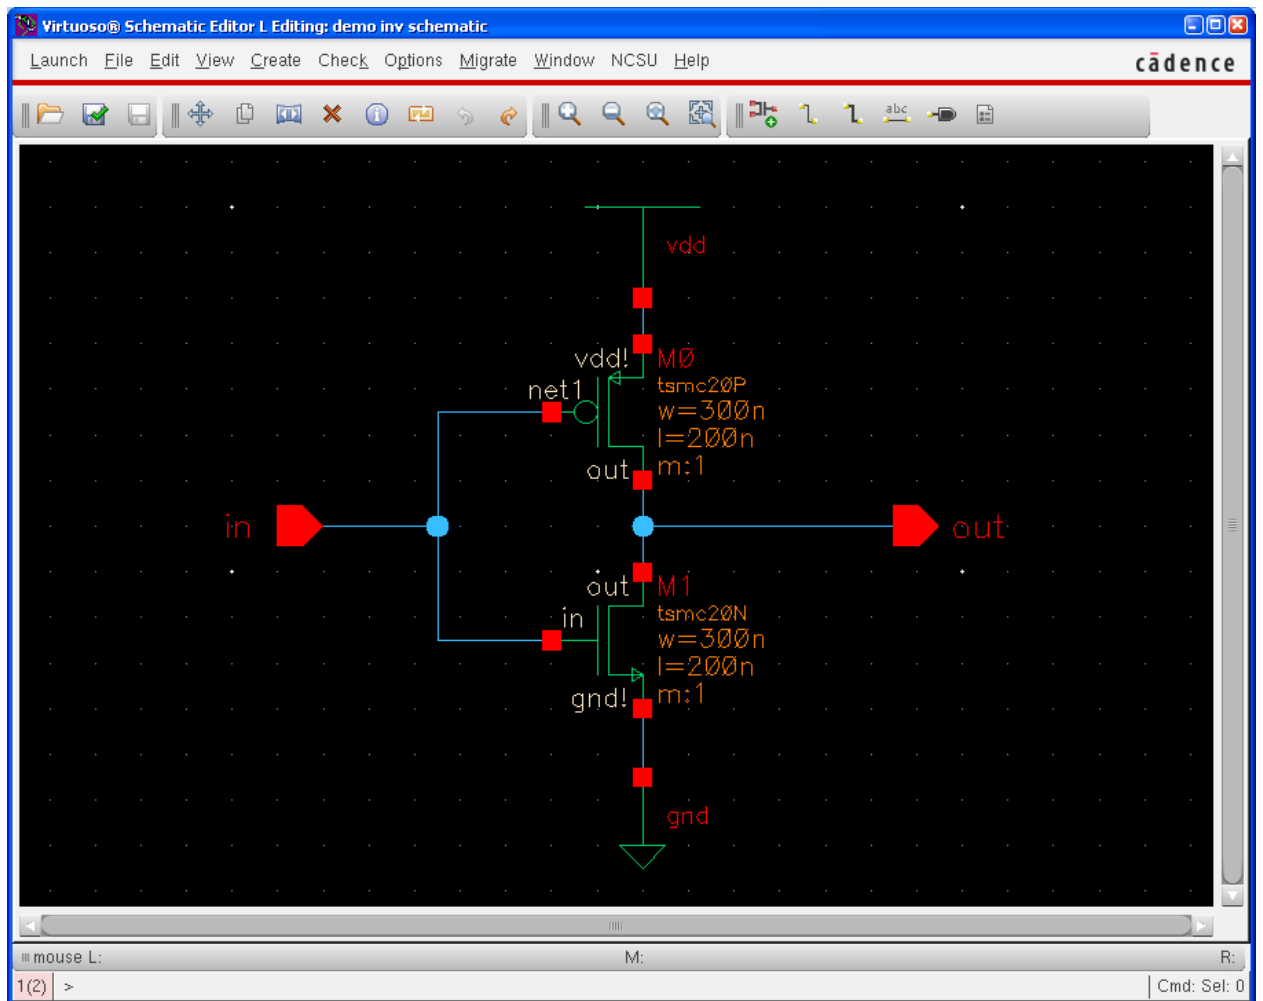 Virtuoso® Schematic Editor L Editing: demo inv schematic
Launch File Edit View Create Check Options Migrate Window NCSU Help
cādence
abc
vdd
vdd!
M0
net1
tsmc20P
w=300n
l=200n
out
m:1
in
out
out
M1
in
tsmc20N
w=300n
l=200n
gnd!
m:1
gnd
mouse L: M: R:
1(2) > Cmd: Sel: 0